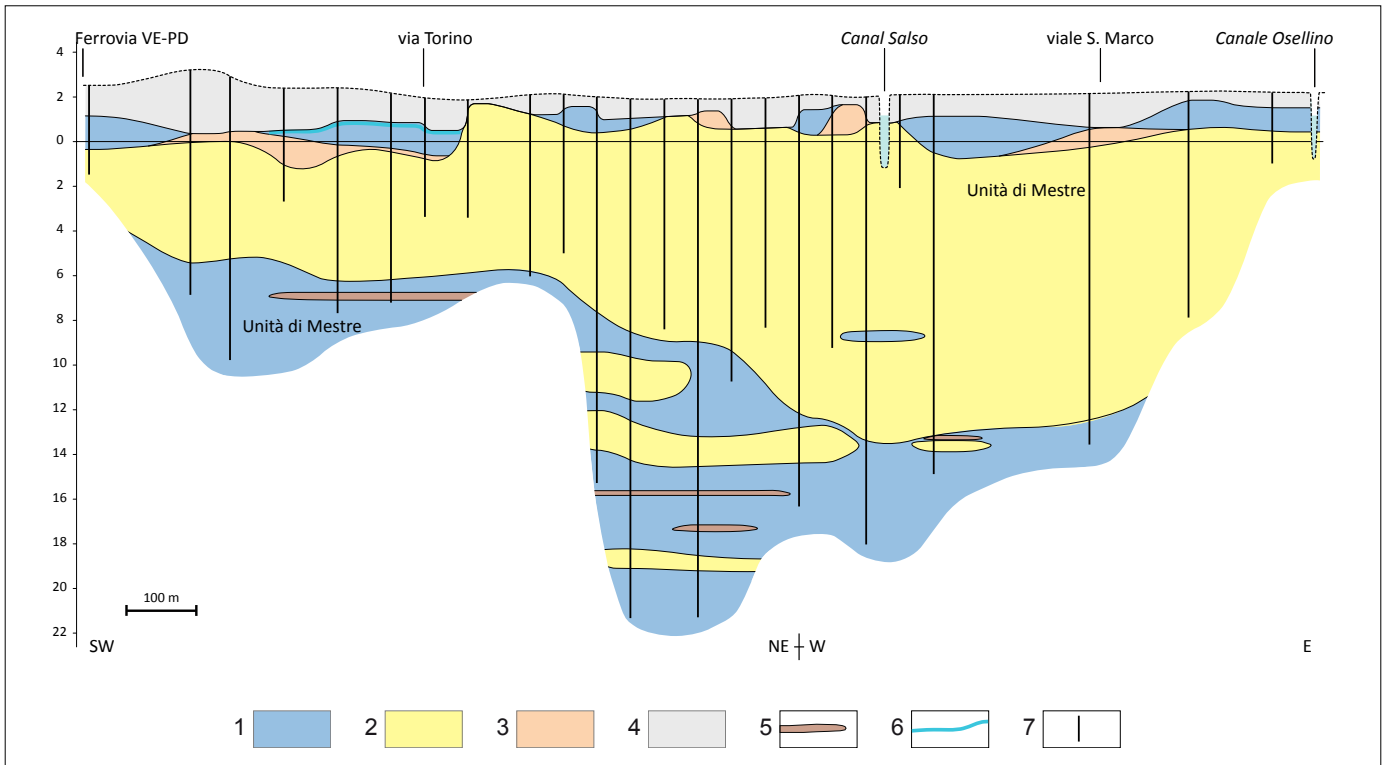 Ferrovia VE-PD via Torino Canal Salso viale S. Marco Canale Osellino
4
2
0
2
Unità di Mestre
4
6
8
Unità di Mestre
10
12
14
16
18
20
100 m
22
SW NE W E
1 2 3 4 5 6 7